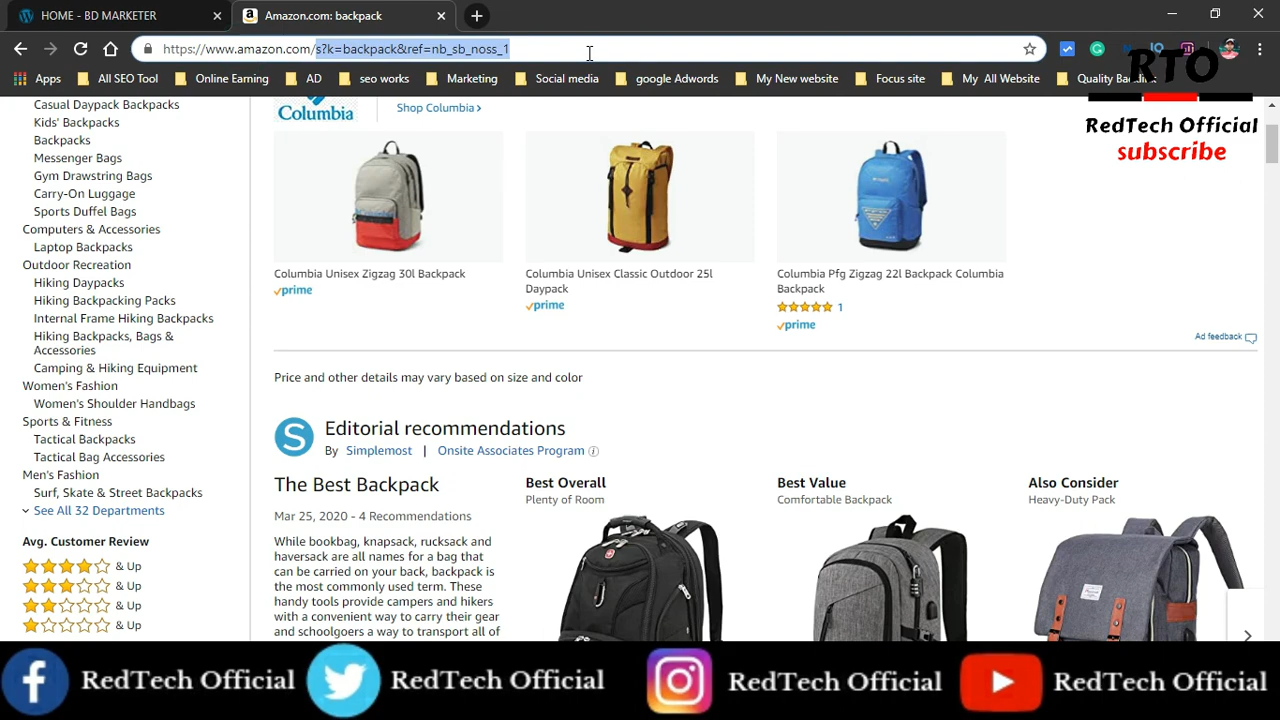 HOME - BD MARKETER
Amazon.com: backpack
https://www.amazon.com/s?k=backpack&ref=nb_sb_noss_1
Apps
All SEO Tool
Online Earning
AD
seo works
Marketing
Social media
google Adwords
My New website
Focus site
My All Website
Quality Backlink
RTO
RedTech Official
subscribe
Casual Daypack Backpacks
Kids' Backpacks
Backpacks
Messenger Bags
Gym Drawstring Bags
Carry-On Luggage
Sports Duffel Bags
Computers & Accessories
Laptop Backpacks
Outdoor Recreation
Hiking Daypacks
Hiking Backpacking Packs
Internal Frame Hiking Backpacks
Hiking Backpacks, Bags &
Accessories
Camping & Hiking Equipment
Women's Fashion
Women's Shoulder Handbags
Sports & Fitness
Tactical Backpacks
Tactical Bag Accessories
Men's Fashion
Surf, Skate & Street Backpacks
See All 32 Departments
Avg. Customer Review
& Up
& Up
& Up
& Up
Columbia
Shop Columbia
Columbia Unisex Zigzag 30l Backpack
prime
Columbia Unisex Classic Outdoor 25l
Daypack
prime
Columbia Pfg Zigzag 22l Backpack Columbia
Backpack
1
prime
Ad feedback
Price and other details may vary based on size and color
S
Editorial recommendations
By Simplemost | Onsite Associates Program
The Best Backpack
Mar 25, 2020 - 4 Recommendations
While bookbag, knapsack, rucksack and
haversack are all names for a bag that
can be carried on your back, backpack is
the most commonly used term. These
handy tools provide campers and hikers
with a convenient way to carry their gear
and schoolgoers a way to transport all of
Best Overall
Plenty of Room
Best Value
Comfortable Backpack
Also Consider
Heavy-Duty Pack
RedTech Official
RedTech Official
RedTech Official
RedTech Official